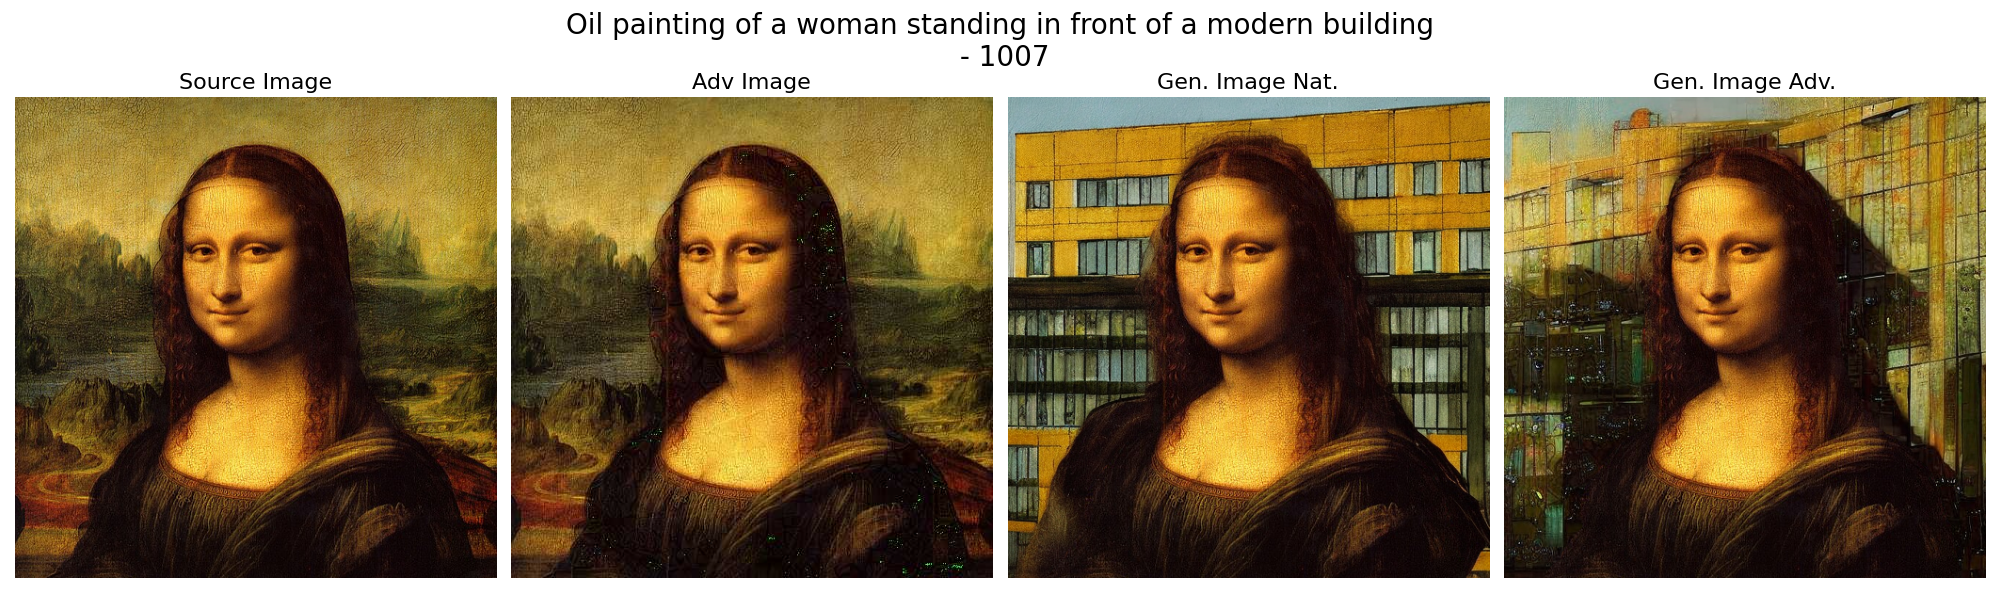 Oil painting of a woman standing in front of a modern building
- 1007
Source Image
Adv Image
Gen. Image Nat.
Gen. Image Adv.